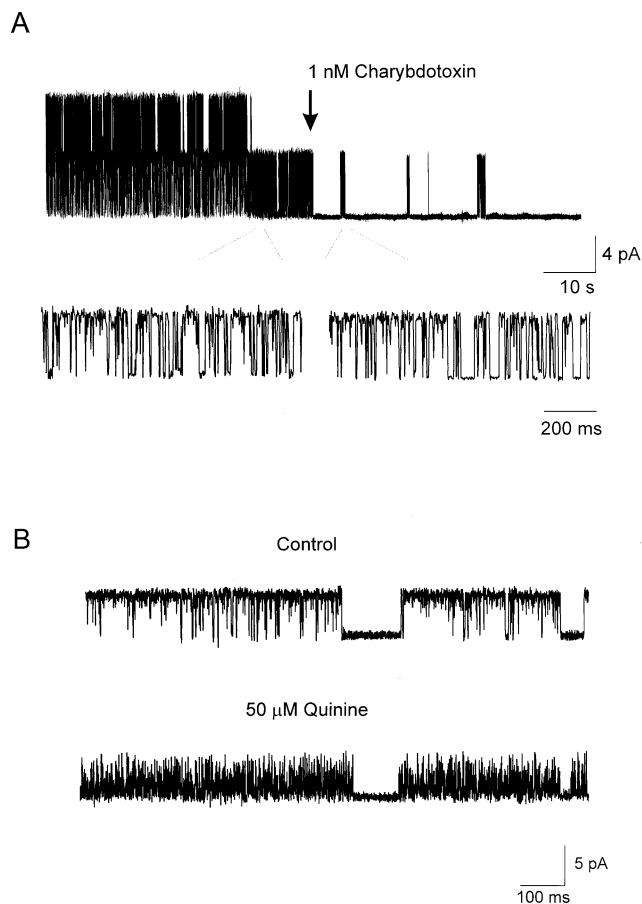 A
1 nM Charybdotoxin
4 pA
10 s
200 ms
B
Control
50 μM Quinine
5 pA
100 ms